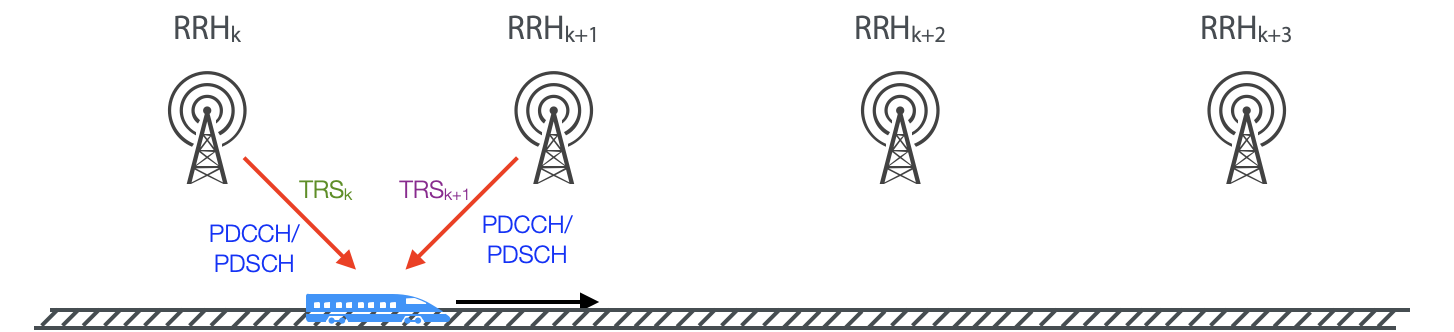 RRHk
RRHk+1
RRHk+2
RRHk+3
TRSk
TRSk+1
PDCCH/
PDSCH
PDCCH/
PDSCH